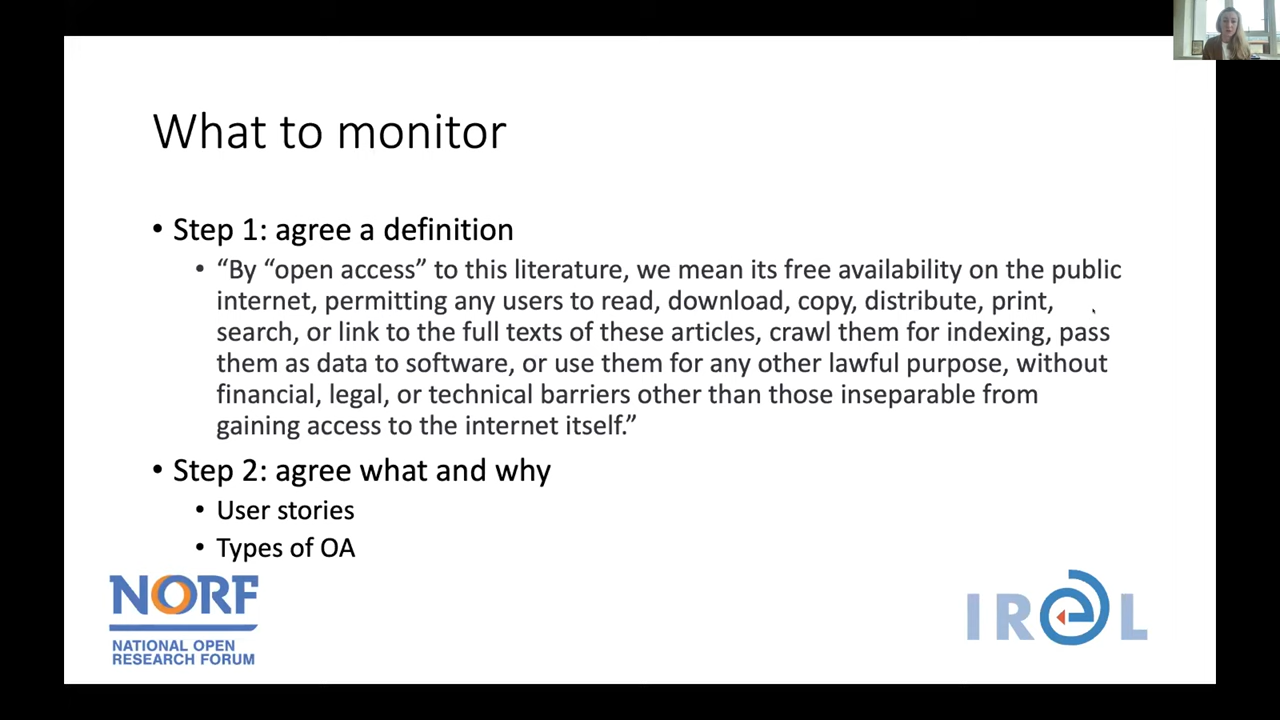 What to monitor
• Step 1: agree a definition
• “By “open access” to this literature, we mean its free availability on the public
internet, permitting any users to read, download, copy, distribute, print,
search, or link to the full texts of these articles, crawl them for indexing, pass
them as data to software, or use them for any other lawful purpose, without
financial, legal, or technical barriers other than those inseparable from
gaining access to the internet itself.”
• Step 2: agree what and why
• User stories
• Types of OA
NORF
NATIONAL OPEN
RESEARCH FORUM
IReL